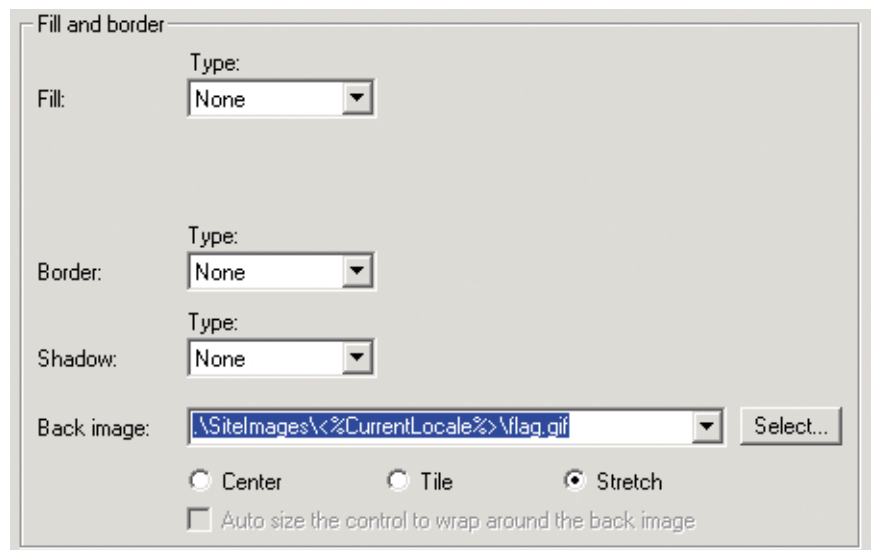 Fill and border
Type:
Fill: None
Type:
Border: None
Type:
Shadow: None
Back image: .\SiteImages\<%CurrentLocale%>\flag.gif Select...
Center Tile Stretch
Auto size the control to wrap around the back image